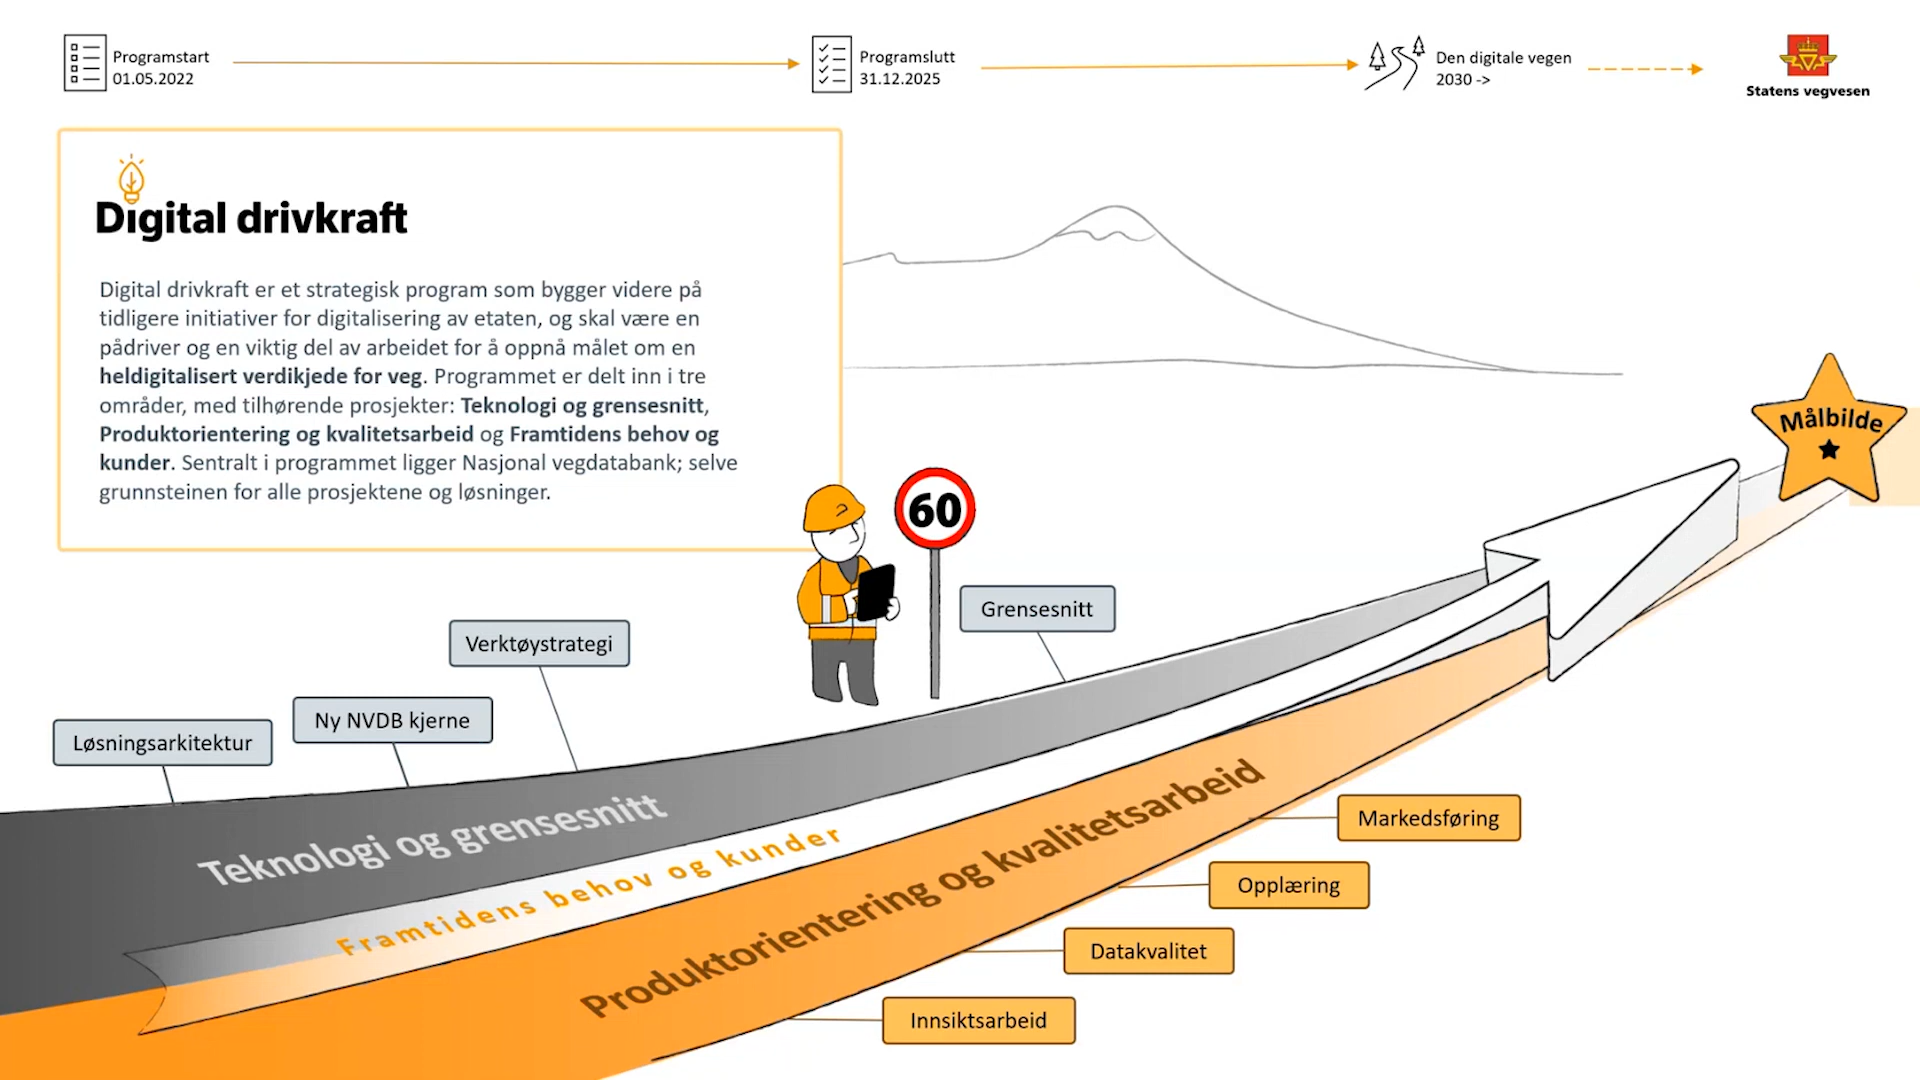 Programstart
01.05.2022
Programslutt
31.12.2025
Den digitale vegen
2030 ->
Statens vegvesen
Digital drivkraft
Digital drivkraft er et strategisk program som bygger videre på
tidligere initiativer for digitalisering av etaten, og skal være en
pådriver og en viktig del av arbeidet for å oppnå målet om en
heldigitalisert verdikjede for veg. Programmet er delt inn i tre
områder, med tilhørende prosjekter: Teknologi og grensesnitt,
Produktorientering og kvalitetsarbeid og Framtidens behov og
kunder. Sentralt i programmet ligger Nasjonal vegdatabank; selve
grunnsteinen for alle prosjektene og løsninger.
Målbilde
60
Grensesnitt
Verktøystrategi
Ny NVDB kjerne
Løsningsarkitektur
Teknologi og grensesnitt
Framtidens behov og kunder
Produktorientering og kvalitetsarbeid
Markedsføring
Opplæring
Datakvalitet
Innsiktsarbeid